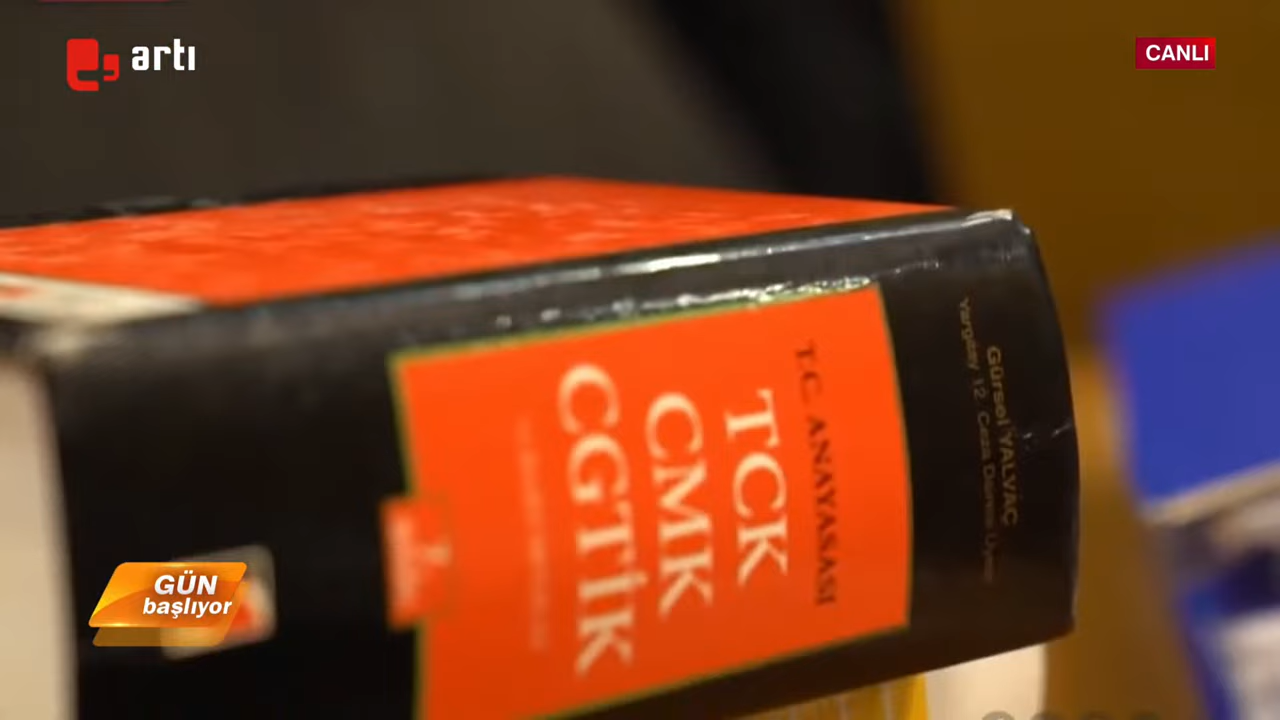 artı
CANLI
Gürsel YALVAÇ
Yargıtay 12. Ceza Dairesi Üyesi
T.C. ANAYASASI
TCK
CMK
CGTİK
GÜN
başlıyor